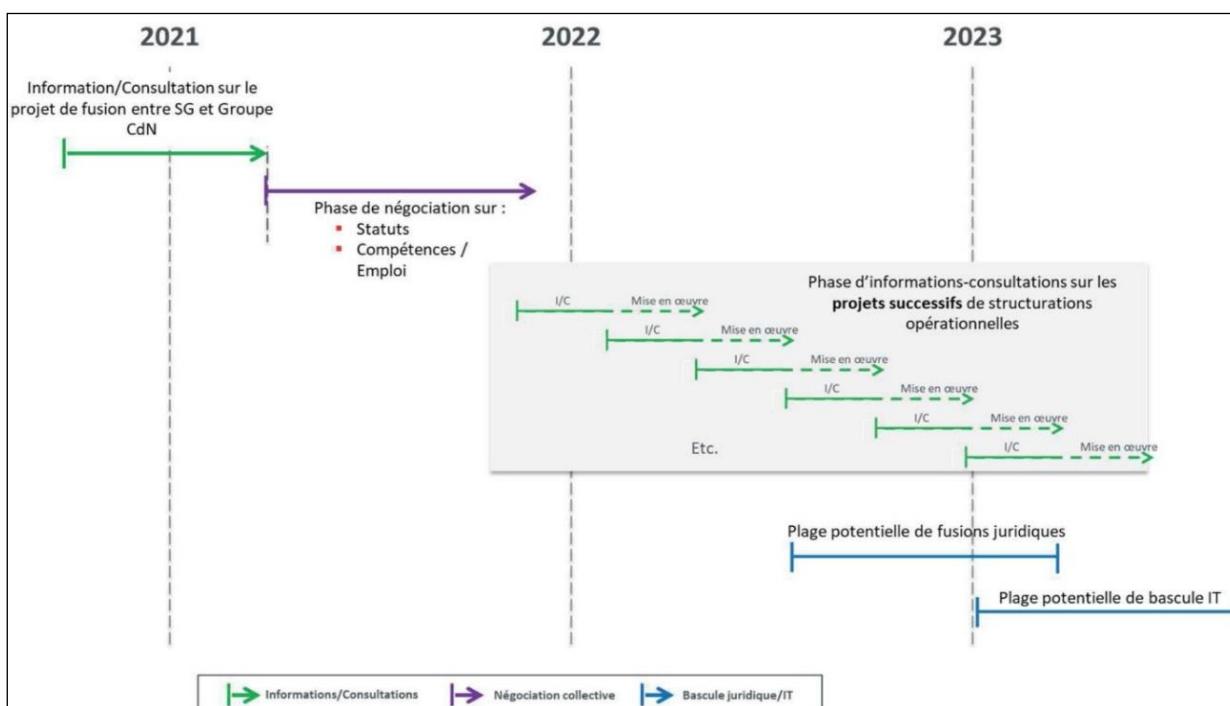 2021
2022
2023
Information/Consultation sur le
projet de fusion entre SG et Groupe
CdN
Phase de négociation sur :
Statuts
Compétences /
Emploi
Phase d'informations-consultations sur les
projets successifs de structurations
opérationnelles
I/C
Mise en œuvre
I/C
Mise en œuvre
I/C
Mise en œuvre
I/C
Mise en œuvre
I/C
Mise en œuvre
I/C
Mise en œuvre
Etc.
Plage potentielle de fusions juridiques
Plage potentielle de bascule IT
Informations/Consultations
Négociation collective
Bascule juridique/IT